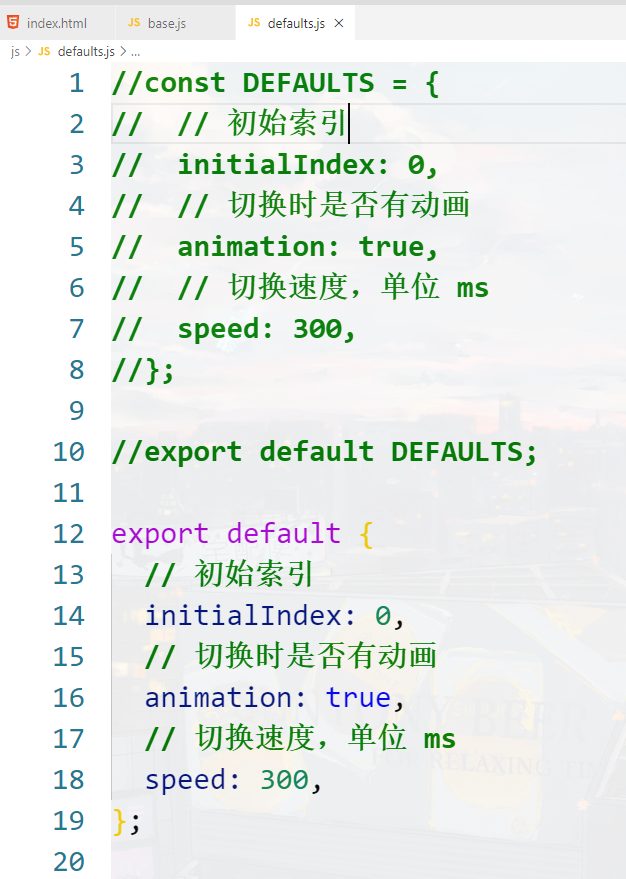 index.html JS base.js JS defaults.js ×
js > JS defaults.js > ...
1 //const DEFAULTS = {
2 //  // 初始索引
3 //  initialIndex: 0,
4 //  // 切换时是否有动画
5 //  animation: true,
6 //  // 切换速度，单位 ms
7 //  speed: 300,
8 //};
9
10 //export default DEFAULTS;
11
12 export default {
13   // 初始索引
14   initialIndex: 0,
15   // 切换时是否有动画
16   animation: true,
17   // 切换速度，单位 ms
18   speed: 300,
19 };
20